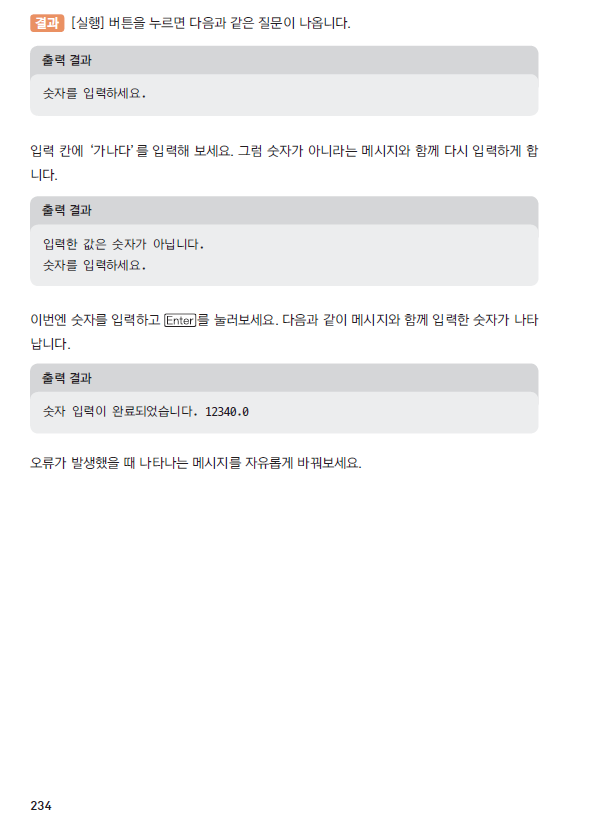 결과 [실행] 버튼을 누르면 다음과 같은 질문이 나옵니다.
출력 결과
숫자를 입력하세요.
입력 칸에 '가나다'를 입력해 보세요. 그럼 숫자가 아니라는 메시지와 함께 다시 입력하게 합
니다.
출력 결과
입력한 값은 숫자가 아닙니다.
숫자를 입력하세요.
이번엔 숫자를 입력하고 Enter를 눌러보세요. 다음과 같이 메시지와 함께 입력한 숫자가 나타
납니다.
출력 결과
숫자 입력이 완료되었습니다. 12340.0
오류가 발생했을 때 나타나는 메시지를 자유롭게 바꿔보세요.
234